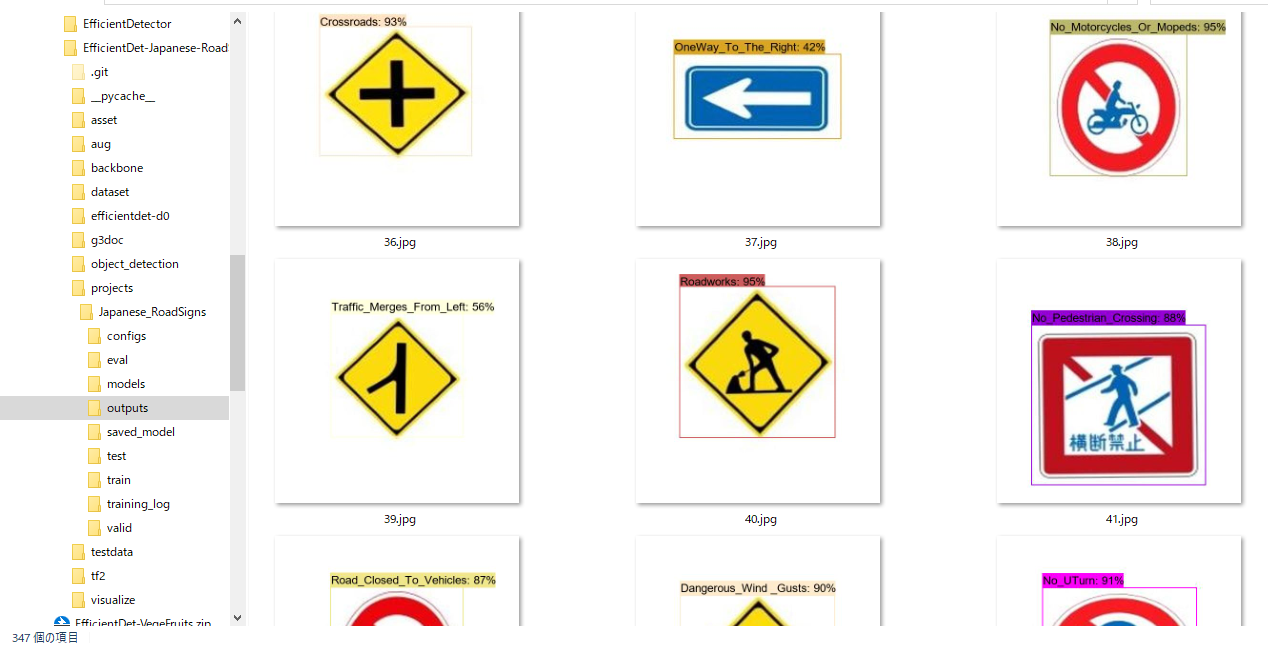 EfficientDetector
EfficientDet-Japanese-Road
.git
__pycache__
asset
aug
backbone
dataset
efficientdet-d0
g3doc
object_detection
projects
Japanese_RoadSigns
configs
eval
models
outputs
saved_model
test
train
training_log
valid
testdata
tf2
visualize
EfficientDet-VegeFruits.zip
347 個の項目
Crossroads: 93%
36.jpg
OneWay_To_The_Right: 42%
37.jpg
No_Motorcycles_Or_Mopeds: 95%
38.jpg
Traffic_Merges_From_Left: 56%
39.jpg
Roadworks: 95%
40.jpg
No_Pedestrian_Crossing: 88%
横断禁止
41.jpg
Road_Closed_To_Vehicles: 87%
Dangerous_Wind _Gusts: 90%
No_UTurn: 91%